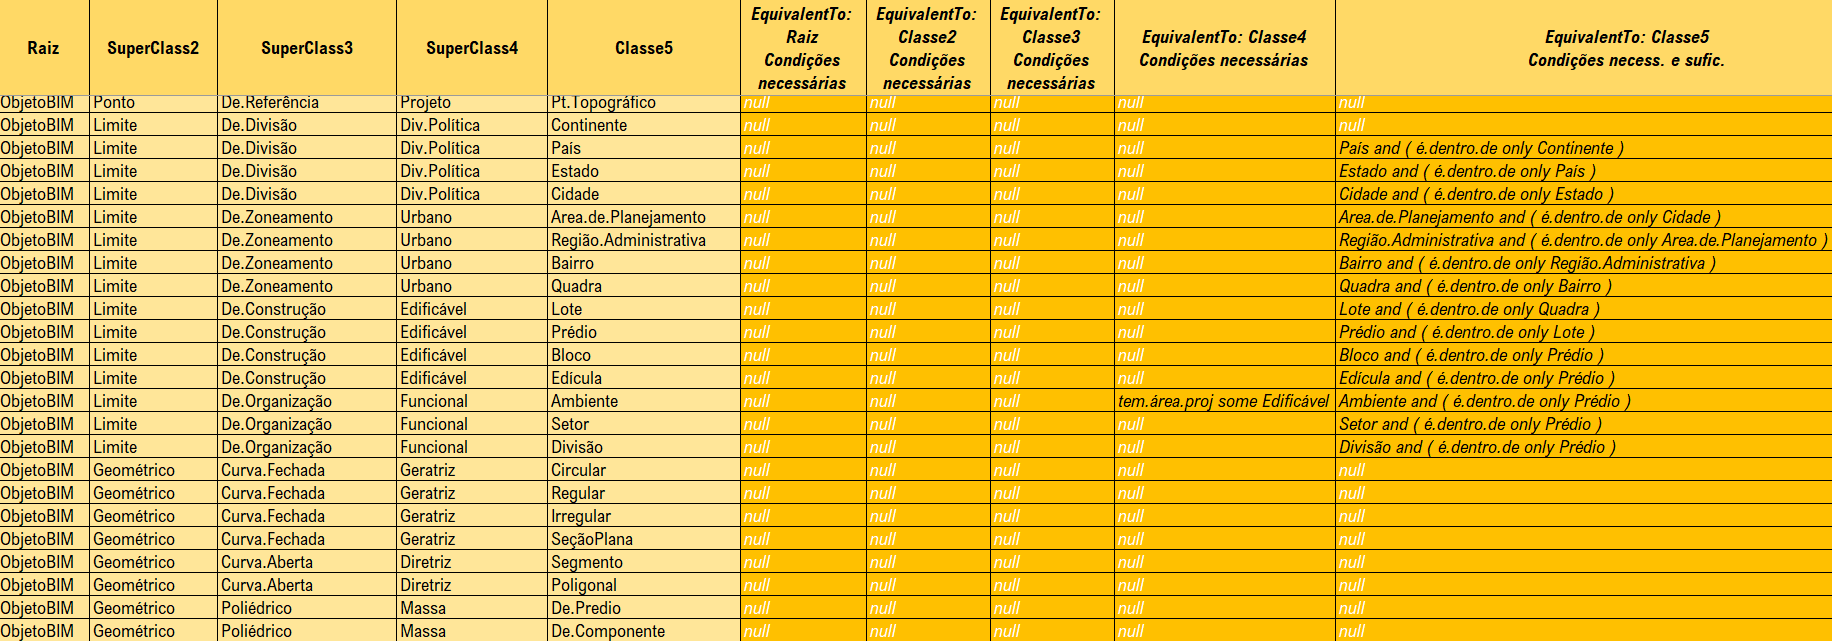 Raiz SuperClass2 SuperClass3 SuperClass4 Classe5 EquivalentTo: Raiz Condições necessárias EquivalentTo: Classe2 Condições necessárias EquivalentTo: Classe3 Condições necessárias EquivalentTo: Classe4 Condições necessárias EquivalentTo: Classe5 Condições necess. e sufic.
ObjetoBIM Ponto De.Referência Projeto Pt.Topográfico null null null null null
ObjetoBIM Limite De.Divisão Div.Política Continente null null null null null
ObjetoBIM Limite De.Divisão Div.Política País null null null null País and ( é.dentro.de only Continente )
ObjetoBIM Limite De.Divisão Div.Política Estado null null null null Estado and ( é.dentro.de only País )
ObjetoBIM Limite De.Divisão Div.Política Cidade null null null null Cidade and ( é.dentro.de only Estado )
ObjetoBIM Limite De.Zoneamento Urbano Area.de.Planejamento null null null null Area.de.Planejamento and ( é.dentro.de only Cidade )
ObjetoBIM Limite De.Zoneamento Urbano Região.Administrativa null null null null Região.Administrativa and ( é.dentro.de only Area.de.Planejamento )
ObjetoBIM Limite De.Zoneamento Urbano Bairro null null null null Bairro and ( é.dentro.de only Região.Administrativa )
ObjetoBIM Limite De.Zoneamento Urbano Quadra null null null null Quadra and ( é.dentro.de only Bairro )
ObjetoBIM Limite De.Construção Edificável Lote null null null null Lote and ( é.dentro.de only Quadra )
ObjetoBIM Limite De.Construção Edificável Prédio null null null null Prédio and ( é.dentro.de only Lote )
ObjetoBIM Limite De.Construção Edificável Bloco null null null null Bloco and ( é.dentro.de only Prédio )
ObjetoBIM Limite De.Construção Edificável Edícula null null null null Edícula and ( é.dentro.de only Prédio )
ObjetoBIM Limite De.Organização Funcional Ambiente null null null tem.área.proj some Edificável Ambiente and ( é.dentro.de only Prédio )
ObjetoBIM Limite De.Organização Funcional Setor null null null null Setor and ( é.dentro.de only Prédio )
ObjetoBIM Limite De.Organização Funcional Divisão null null null null Divisão and ( é.dentro.de only Prédio )
ObjetoBIM Geométrico Curva.Fechada Geratriz Circular null null null null null
ObjetoBIM Geométrico Curva.Fechada Geratriz Regular null null null null null
ObjetoBIM Geométrico Curva.Fechada Geratriz Irregular null null null null null
ObjetoBIM Geométrico Curva.Fechada Geratriz SeçãoPlana null null null null null
ObjetoBIM Geométrico Curva.Aberta Diretriz Segmento null null null null null
ObjetoBIM Geométrico Curva.Aberta Diretriz Poligonal null null null null null
ObjetoBIM Geométrico Poliédrico Massa De.Predio null null null null null
ObjetoBIM Geométrico Poliédrico Massa De.Componente null null null null null